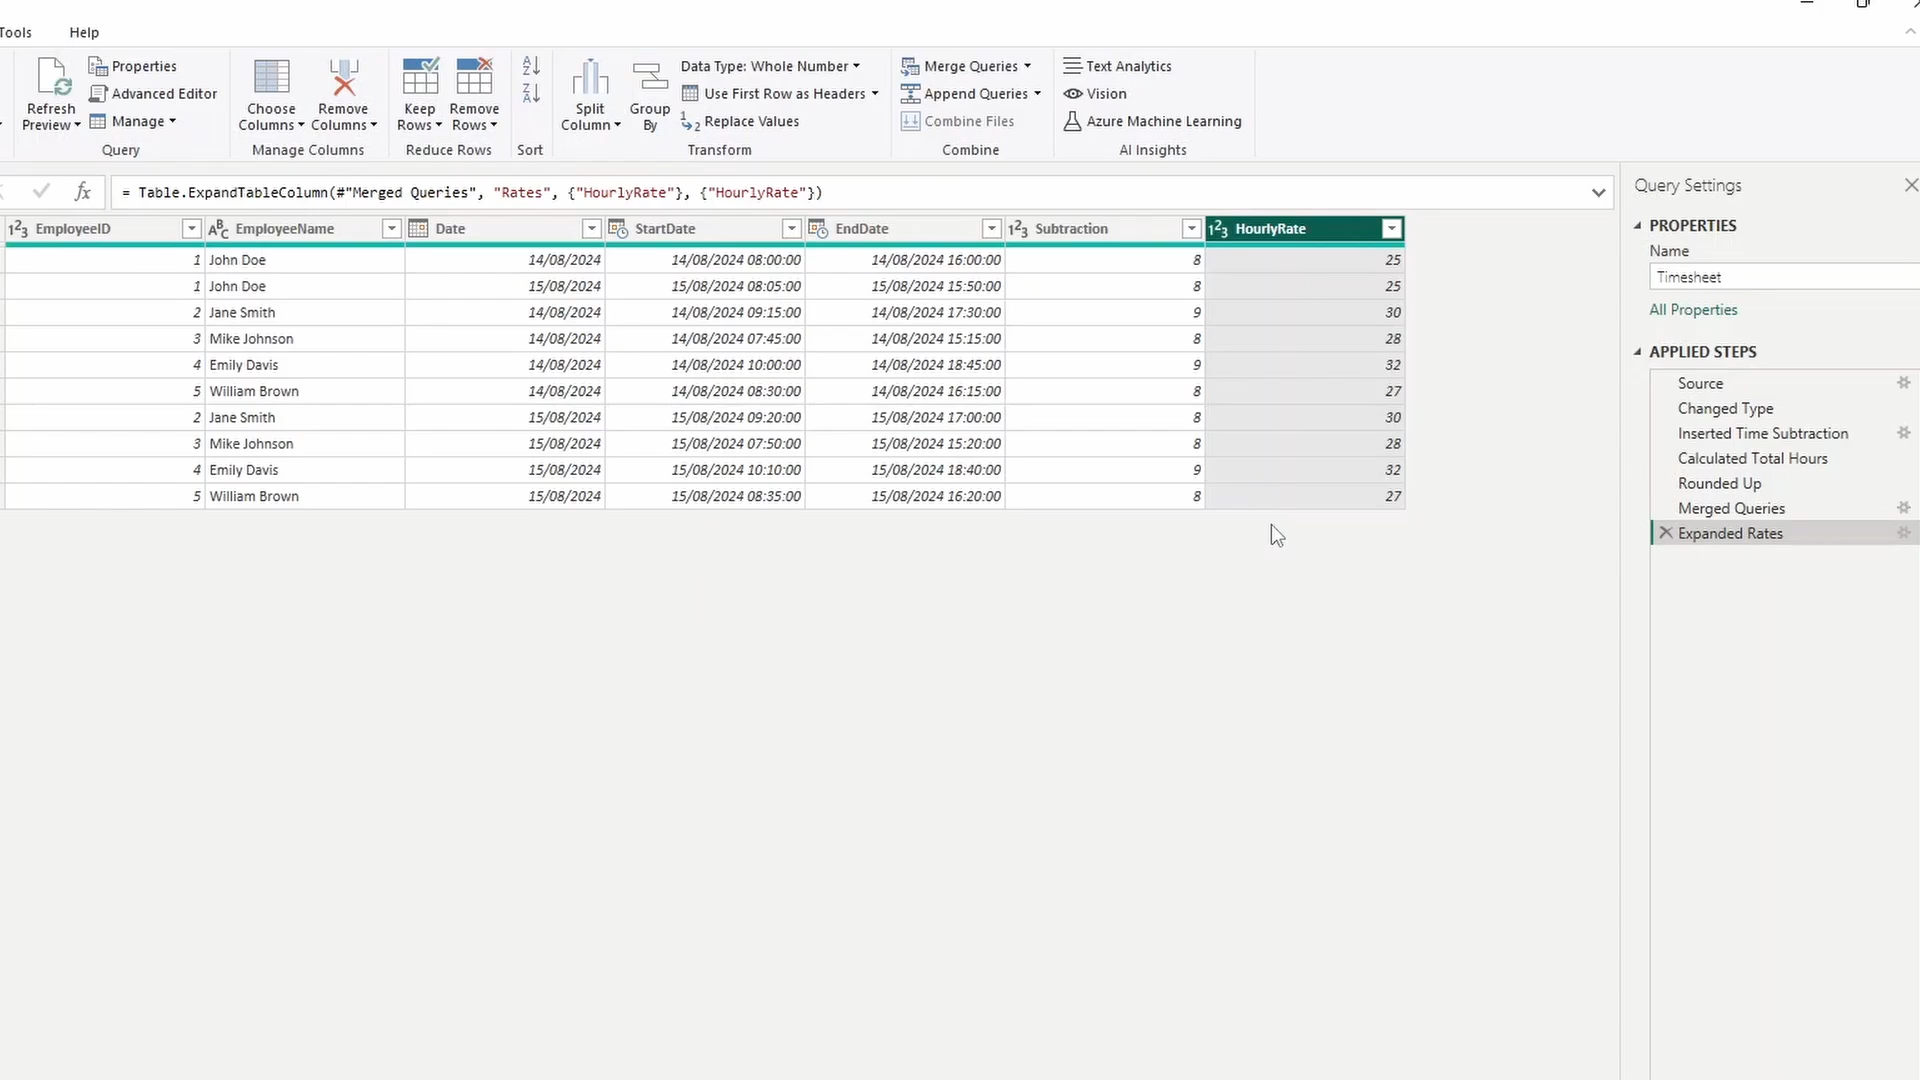 Tools Help
Refresh Preview
Properties
Advanced Editor
Manage
Query
Choose Columns
Remove Columns
Manage Columns
Keep Rows
Remove Rows
Reduce Rows
Sort
Split Column
Group By
Data Type: Whole Number
Use First Row as Headers
Replace Values
Transform
Merge Queries
Append Queries
Combine Files
Combine
Text Analytics
Vision
Azure Machine Learning
AI Insights
fx = Table.ExpandTableColumn(#"Merged Queries", "Rates", {"HourlyRate"}, {"HourlyRate"})
EmployeeID EmployeeName Date StartDate EndDate Subtraction HourlyRate
1 John Doe 14/08/2024 14/08/2024 08:00:00 14/08/2024 16:00:00 8 25
1 John Doe 15/08/2024 15/08/2024 08:05:00 15/08/2024 15:50:00 8 25
2 Jane Smith 14/08/2024 14/08/2024 09:15:00 14/08/2024 17:30:00 9 30
3 Mike Johnson 14/08/2024 14/08/2024 07:45:00 14/08/2024 15:15:00 8 28
4 Emily Davis 14/08/2024 14/08/2024 10:00:00 14/08/2024 18:45:00 9 32
5 William Brown 14/08/2024 14/08/2024 08:30:00 14/08/2024 16:15:00 8 27
2 Jane Smith 15/08/2024 15/08/2024 09:20:00 15/08/2024 17:00:00 8 30
3 Mike Johnson 15/08/2024 15/08/2024 07:50:00 15/08/2024 15:20:00 8 28
4 Emily Davis 15/08/2024 15/08/2024 10:10:00 15/08/2024 18:40:00 9 32
5 William Brown 15/08/2024 15/08/2024 08:35:00 15/08/2024 16:20:00 8 27
Query Settings
PROPERTIES
Name
Timesheet
All Properties
APPLIED STEPS
Source
Changed Type
Inserted Time Subtraction
Calculated Total Hours
Rounded Up
Merged Queries
Expanded Rates